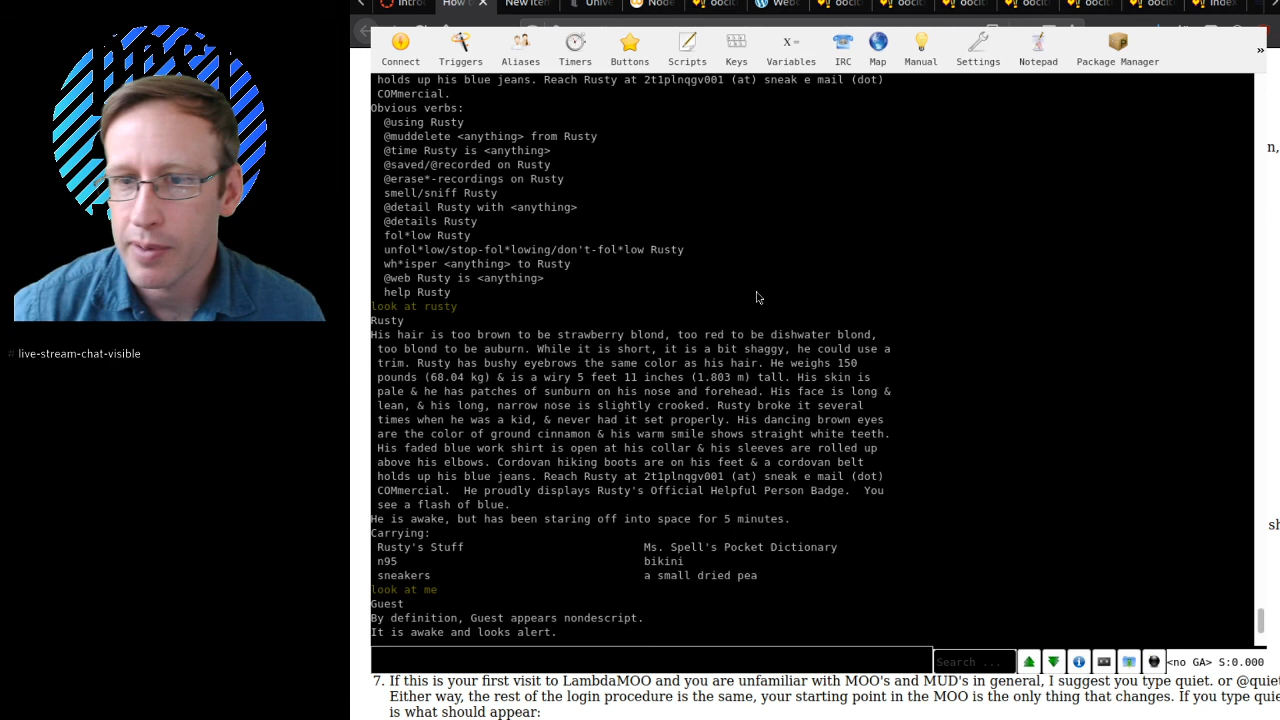 Intro
How t
New Item
Unive
Node
oocit
Webc
oocit
oocit
oocit
oocit
oocit
oocit
Index
Connect Triggers Aliases Timers Buttons Scripts Keys Variables IRC Map Manual Settings Notepad Package Manager
X =
»
holds up his blue jeans. Reach Rusty at 2t1plnqgv001 (at) sneak e mail (dot)
COMmercial.
Obvious verbs:
@using Rusty
@muddelete <anything> from Rusty
@time Rusty is <anything>
@saved/@recorded on Rusty
@erase*-recordings on Rusty
smell/sniff Rusty
@detail Rusty with <anything>
@details Rusty
fol*low Rusty
unfol*low/stop-fol*lowing/don't-fol*low Rusty
wh*isper <anything> to Rusty
@web Rusty is <anything>
help Rusty
look at rusty
Rusty
His hair is too brown to be strawberry blond, too red to be dishwater blond,
too blond to be auburn. While it is short, it is a bit shaggy, he could use a
trim. Rusty has bushy eyebrows the same color as his hair. He weighs 150
pounds (68.04 kg) & is a wiry 5 feet 11 inches (1.803 m) tall. His skin is
pale & he has patches of sunburn on his nose and forehead. His face is long &
lean, & his long, narrow nose is slightly crooked. Rusty broke it several
times when he was a kid, & never had it set properly. His dancing brown eyes
are the color of ground cinnamon & his warm smile shows straight white teeth.
His faded blue work shirt is open at his collar & his sleeves are rolled up
above his elbows. Cordovan hiking boots are on his feet & a cordovan belt
holds up his blue jeans. Reach Rusty at 2t1plnqgv001 (at) sneak e mail (dot)
COMmercial.  He proudly displays Rusty's Official Helpful Person Badge.  You
see a flash of blue.
He is awake, but has been staring off into space for 5 minutes.
Carrying:
Rusty's Stuff Ms. Spell's Pocket Dictionary
n95 bikini
sneakers a small dried pea
look at me
Guest
By definition, Guest appears nondescript.
It is awake and looks alert.
Search ...
<no GA> S:0.000
# live-stream-chat-visible
n,
sh
7. If this is your first visit to LambdaMOO and you are unfamiliar with MOO's and MUD's in general, I suggest you type quiet. or @quie
Either way, the rest of the login procedure is the same, your starting point in the MOO is the only thing that changes. If you type quie
is what should appear: